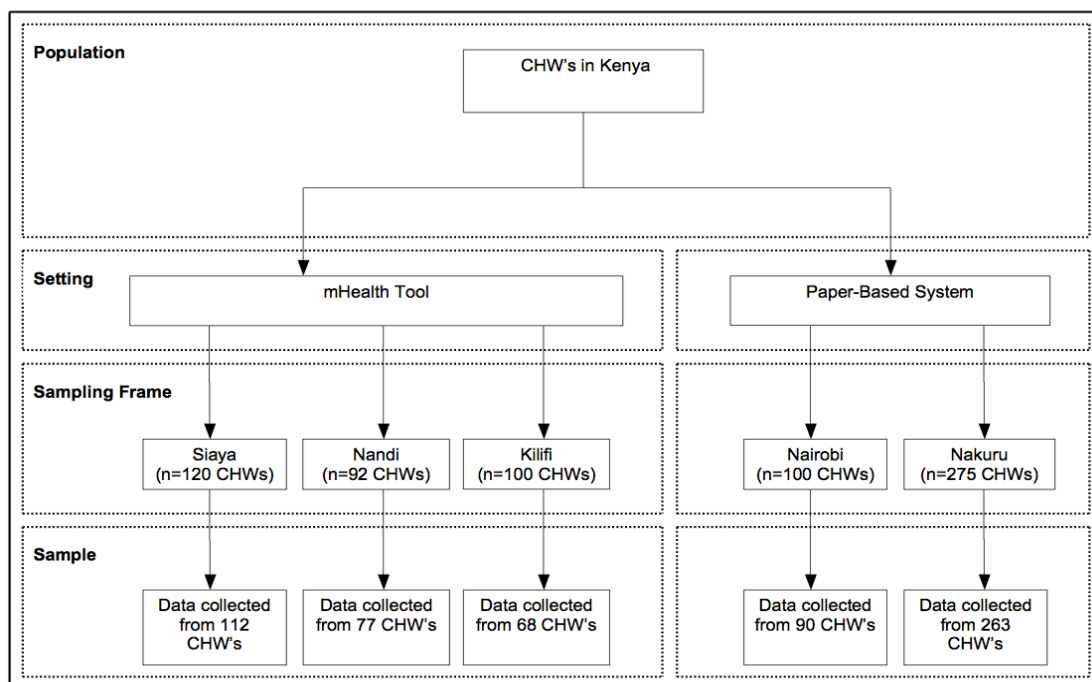 Population
CHW's in Kenya
Setting
mHealth Tool
Paper-Based System
Sampling Frame
Siaya
(n=120 CHWs)
Nandi
(n=92 CHWs)
Kilifi
(n=100 CHWs)
Nairobi
(n=100 CHWs)
Nakuru
(n=275 CHWs)
Sample
Data collected
from 112
CHW's
Data collected
from 77 CHW's
Data collected
from 68 CHW's
Data collected
from 90 CHW's
Data collected
from 263
CHW's